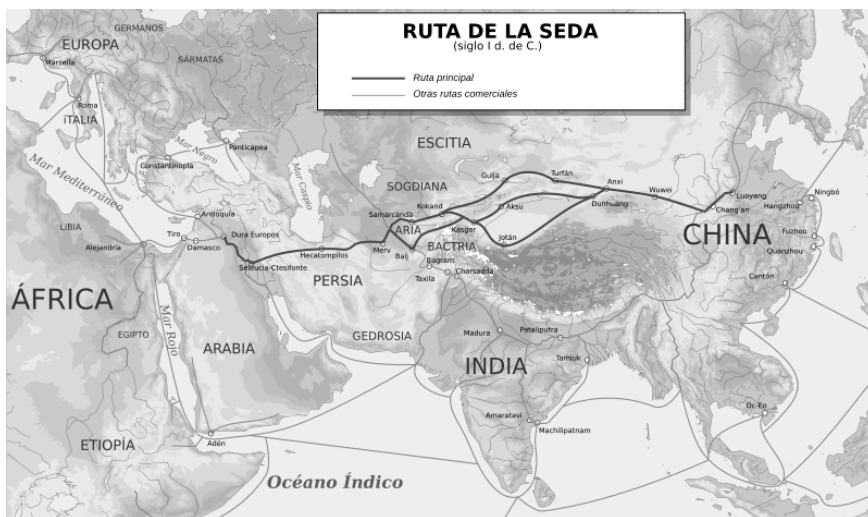 RUTA DE LA SEDA
(siglo I d. de C.)
Ruta principal
Otras rutas comerciales
GERMANOS
EUROPA
Marsella
SÁRMATAS
Roma
iTALIA
Mar Negro
Panticapea
Constantinopla
Mar Mediterráneo
Mar Caspio
ESCITIA
SOGDIANA
Gulja
Turfán
Anxi
Wuwei
Luoyang
Ningbó
Hangzhou
Chang'an
Dunhuang
Aksu
Kokand
Samarcanda
Antioquía
LIBIA
Alejandría
Tiro
Damasco
Dura Europos
Seleucia-Ctesifonte
Hecatompilos
Merv
ARIA
Balj
BACTRIA
Kasgar
Jotán
CHINA
Fuzhou
Quanzhou
Cantón
Bagram
Taxila
Charsadda
PERSIA
ÁFRICA
EGIPTO
Mar Rojo
ARABIA
GEDROSIA
Madura
Pataliputra
INDIA
Tamluk
Amaratavi
Machilipatnam
Oc-Eo
ETIOPÍA
Adén
Océano Índico